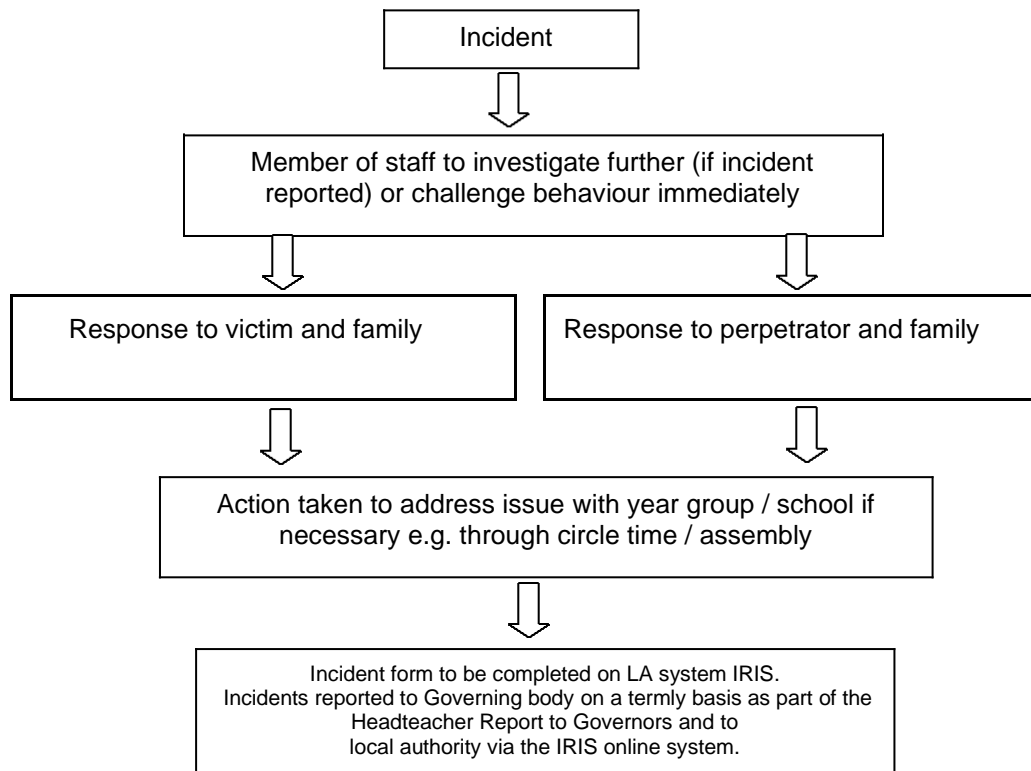 Incident
Member of staff to investigate further (if incident
reported) or challenge behaviour immediately
Response to victim and family
Response to perpetrator and family
Action taken to address issue with year group / school if
necessary e.g. through circle time / assembly
Incident form to be completed on LA system IRIS.
Incidents reported to Governing body on a termly basis as part of the
Headteacher Report to Governors and to
local authority via the IRIS online system.